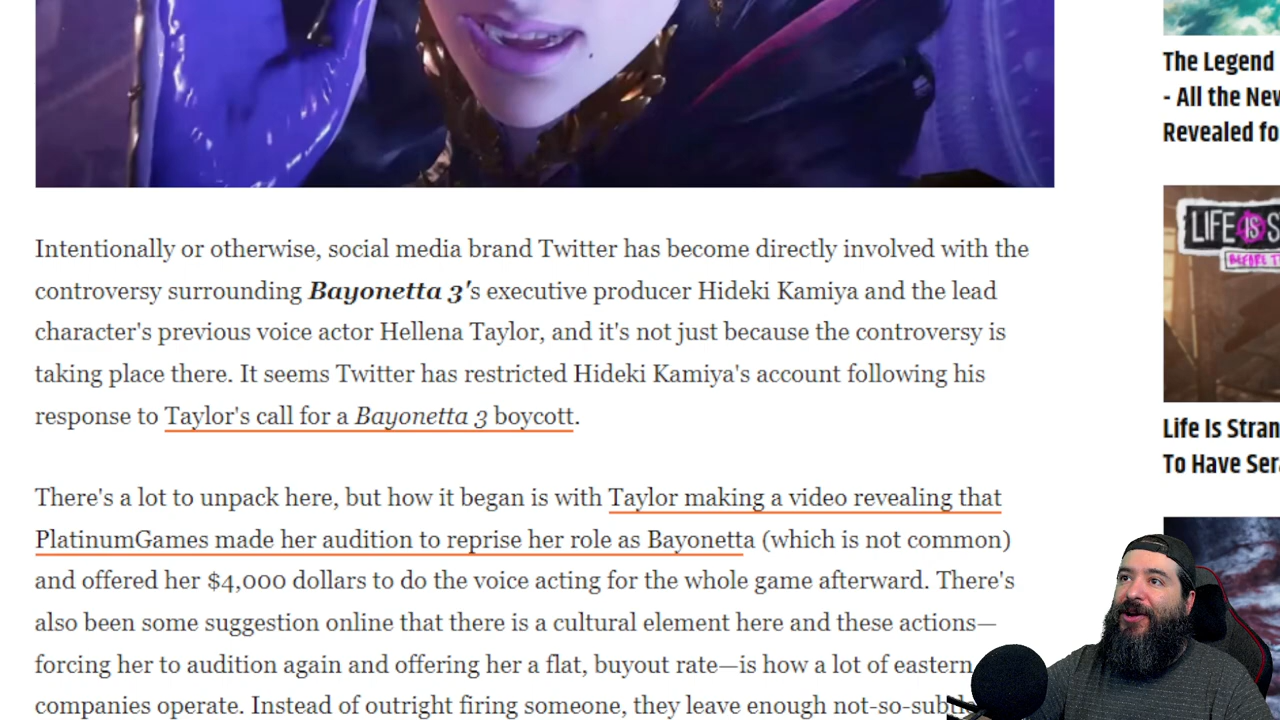 Intentionally or otherwise, social media brand Twitter has become directly involved with the
controversy surrounding Bayonetta 3's executive producer Hideki Kamiya and the lead
character's previous voice actor Hellena Taylor, and it's not just because the controversy is
taking place there. It seems Twitter has restricted Hideki Kamiya's account following his
response to Taylor's call for a Bayonetta 3 boycott.
There's a lot to unpack here, but how it began is with Taylor making a video revealing that
PlatinumGames made her audition to reprise her role as Bayonetta (which is not common)
and offered her $4,000 dollars to do the voice acting for the whole game afterward. There's
also been some suggestion online that there is a cultural element here and these actions—
forcing her to audition again and offering her a flat, buyout rate—is how a lot of eastern
companies operate. Instead of outright firing someone, they leave enough
The Legend
- All the
Revealed
LIFE IS
Life Is
To Have